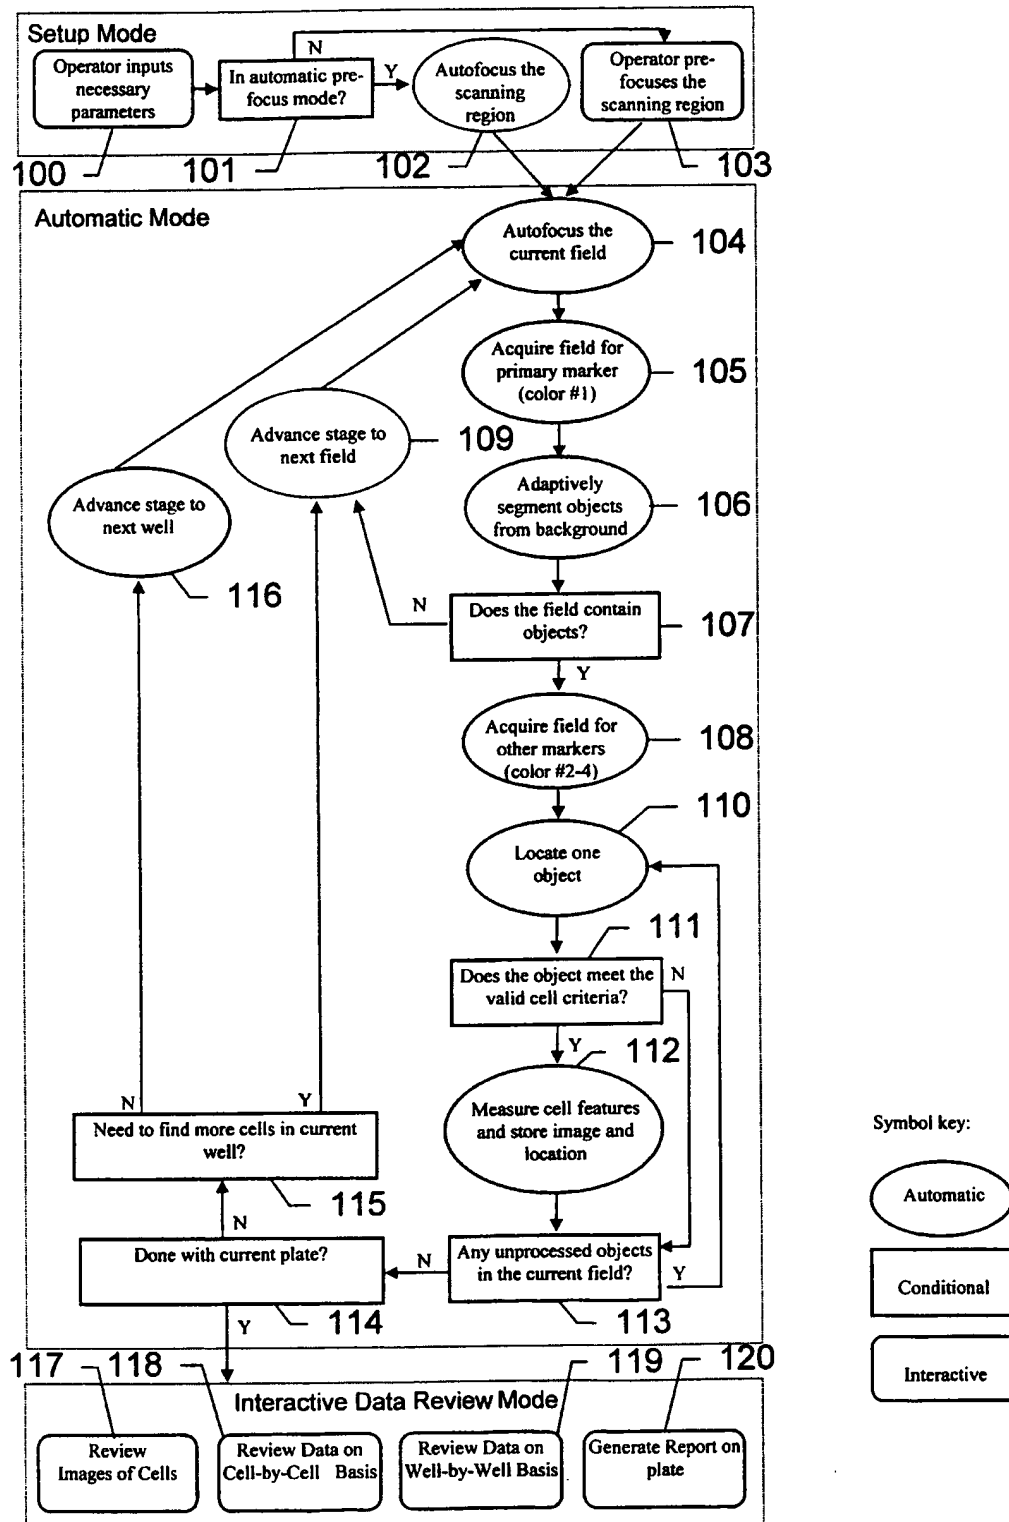 Setup Mode
Operator inputs
necessary
parameters
100
N
In automatic pre-
focus mode?
101
Y
Autofocus the
scanning
region
102
Operator pre-
focuses the
scanning region
103
Automatic Mode
Autofocus the
current field
104
Acquire field for
primary marker
(color #1)
105
Advance stage to
next field
109
Adaptively
segment objects
from background
106
Advance stage to
next well
116
N
Does the field contain
objects?
107
Y
Acquire field for
other markers
(color #2-4)
108
110
Locate one
object
111
Does the object meet the
valid cell criteria?
N
Y
112
Measure cell features
and store image and
location
N
Y
Need to find more cells in current
well?
115
N
Done with current plate?
114
Y
N
Any unprocessed objects
in the current field?
Y
113
Symbol key:
Automatic
Conditional
Interactive
117
118
119
120
Interactive Data Review Mode
Review
Images of Cells
Review Data on
Cell-by-Cell Basis
Review Data on
Well-by-Well Basis
Generate Report on
plate